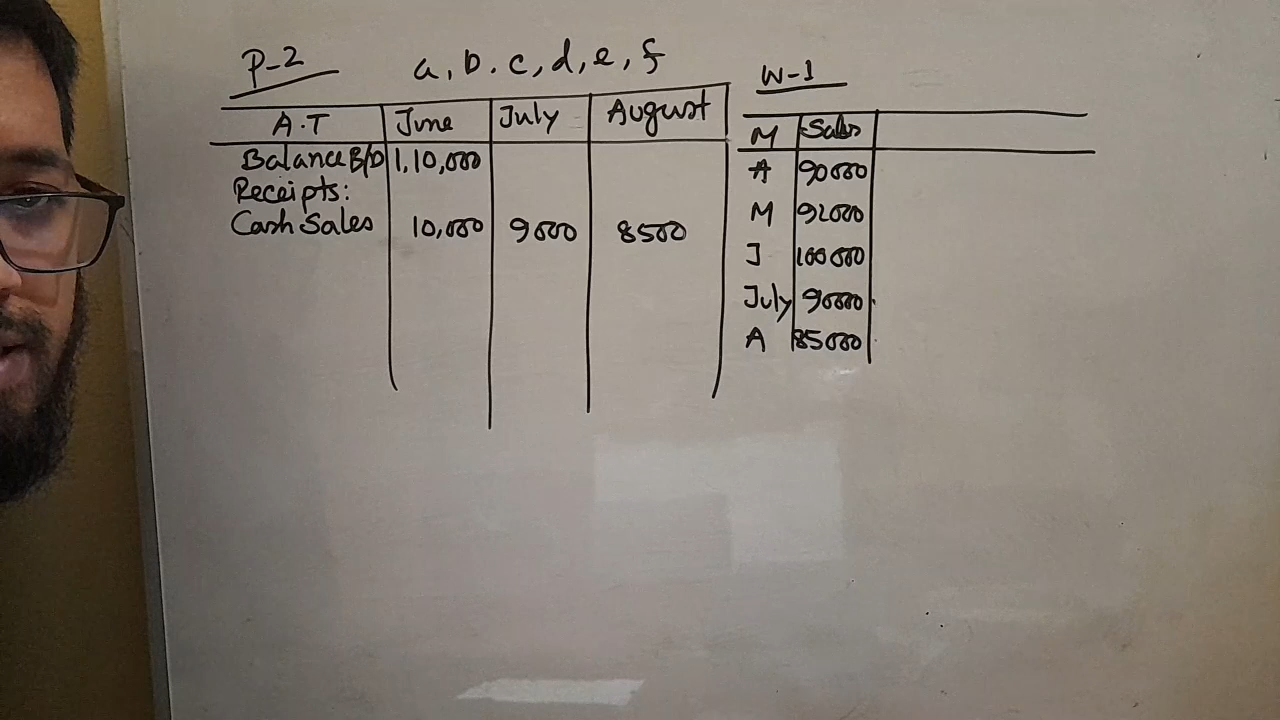 P-2 a, b. c, d, e, f
A.T June July August
Balance B/D 1,10,000
Receipts:
Cash Sales 10,000 9000 8500
W-1
M Sales
A 90000
M 92000
J 100000
July 90000
A 85000